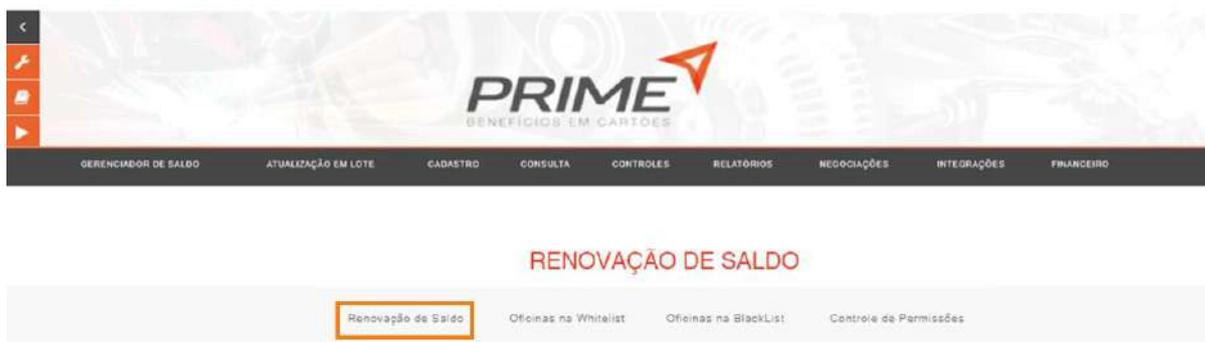 PRIME
BENEFÍCIOS EM CARTÕES
GERENCIADOR DE SALDO ATUALIZAÇÃO EM LOTE CADASTRO CONSULTA CONTROLES RELATÓRIOS NEGOCIAÇÕES INTEGRAÇÕES FINANCEIRO
RENOVAÇÃO DE SALDO
Renovação de Saldo Oficinas na Whitelist Oficinas na BlackList Controle de Permissões